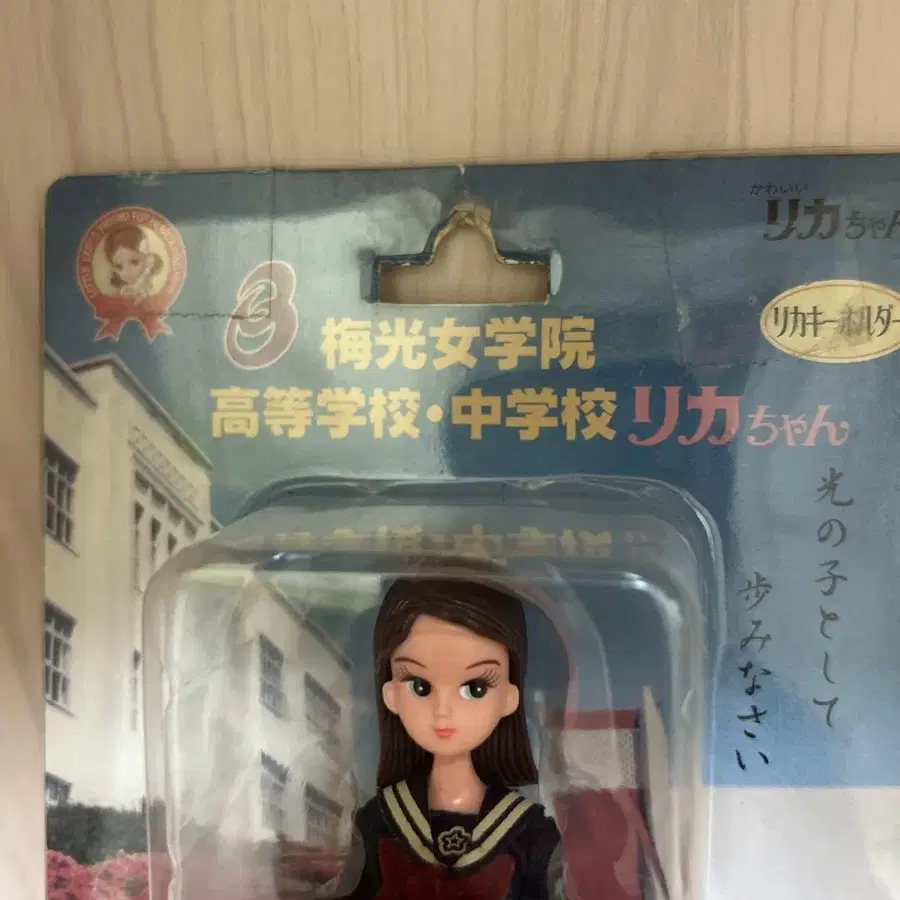 かわいい
リカちゃん
リカキーホルダー
梅光女学院
高等学校・中学校 リカちゃん
光の子として
歩みなさい